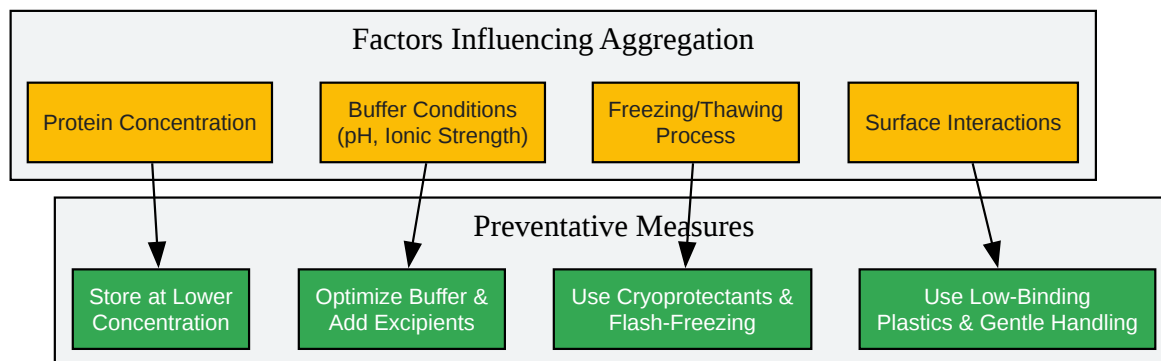 Factors Influencing Aggregation
Protein Concentration
Buffer Conditions
(pH, Ionic Strength)
Freezing/Thawing
Process
Surface Interactions
Preventative Measures
Store at Lower
Concentration
Optimize Buffer &
Add Excipients
Use Cryoprotectants &
Flash-Freezing
Use Low-Binding
Plastics & Gentle Handling